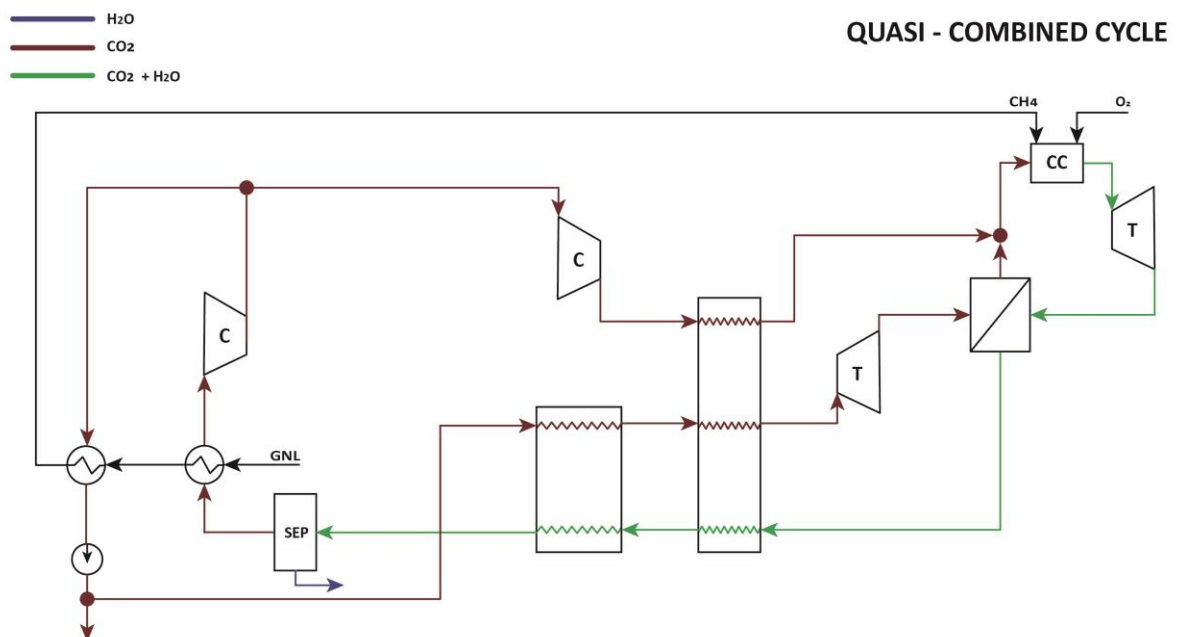 H₂O
CO₂
CO₂ + H₂O
QUASI - COMBINED CYCLE
CH₄
O₂
CC
T
C
C
T
GNL
SEP